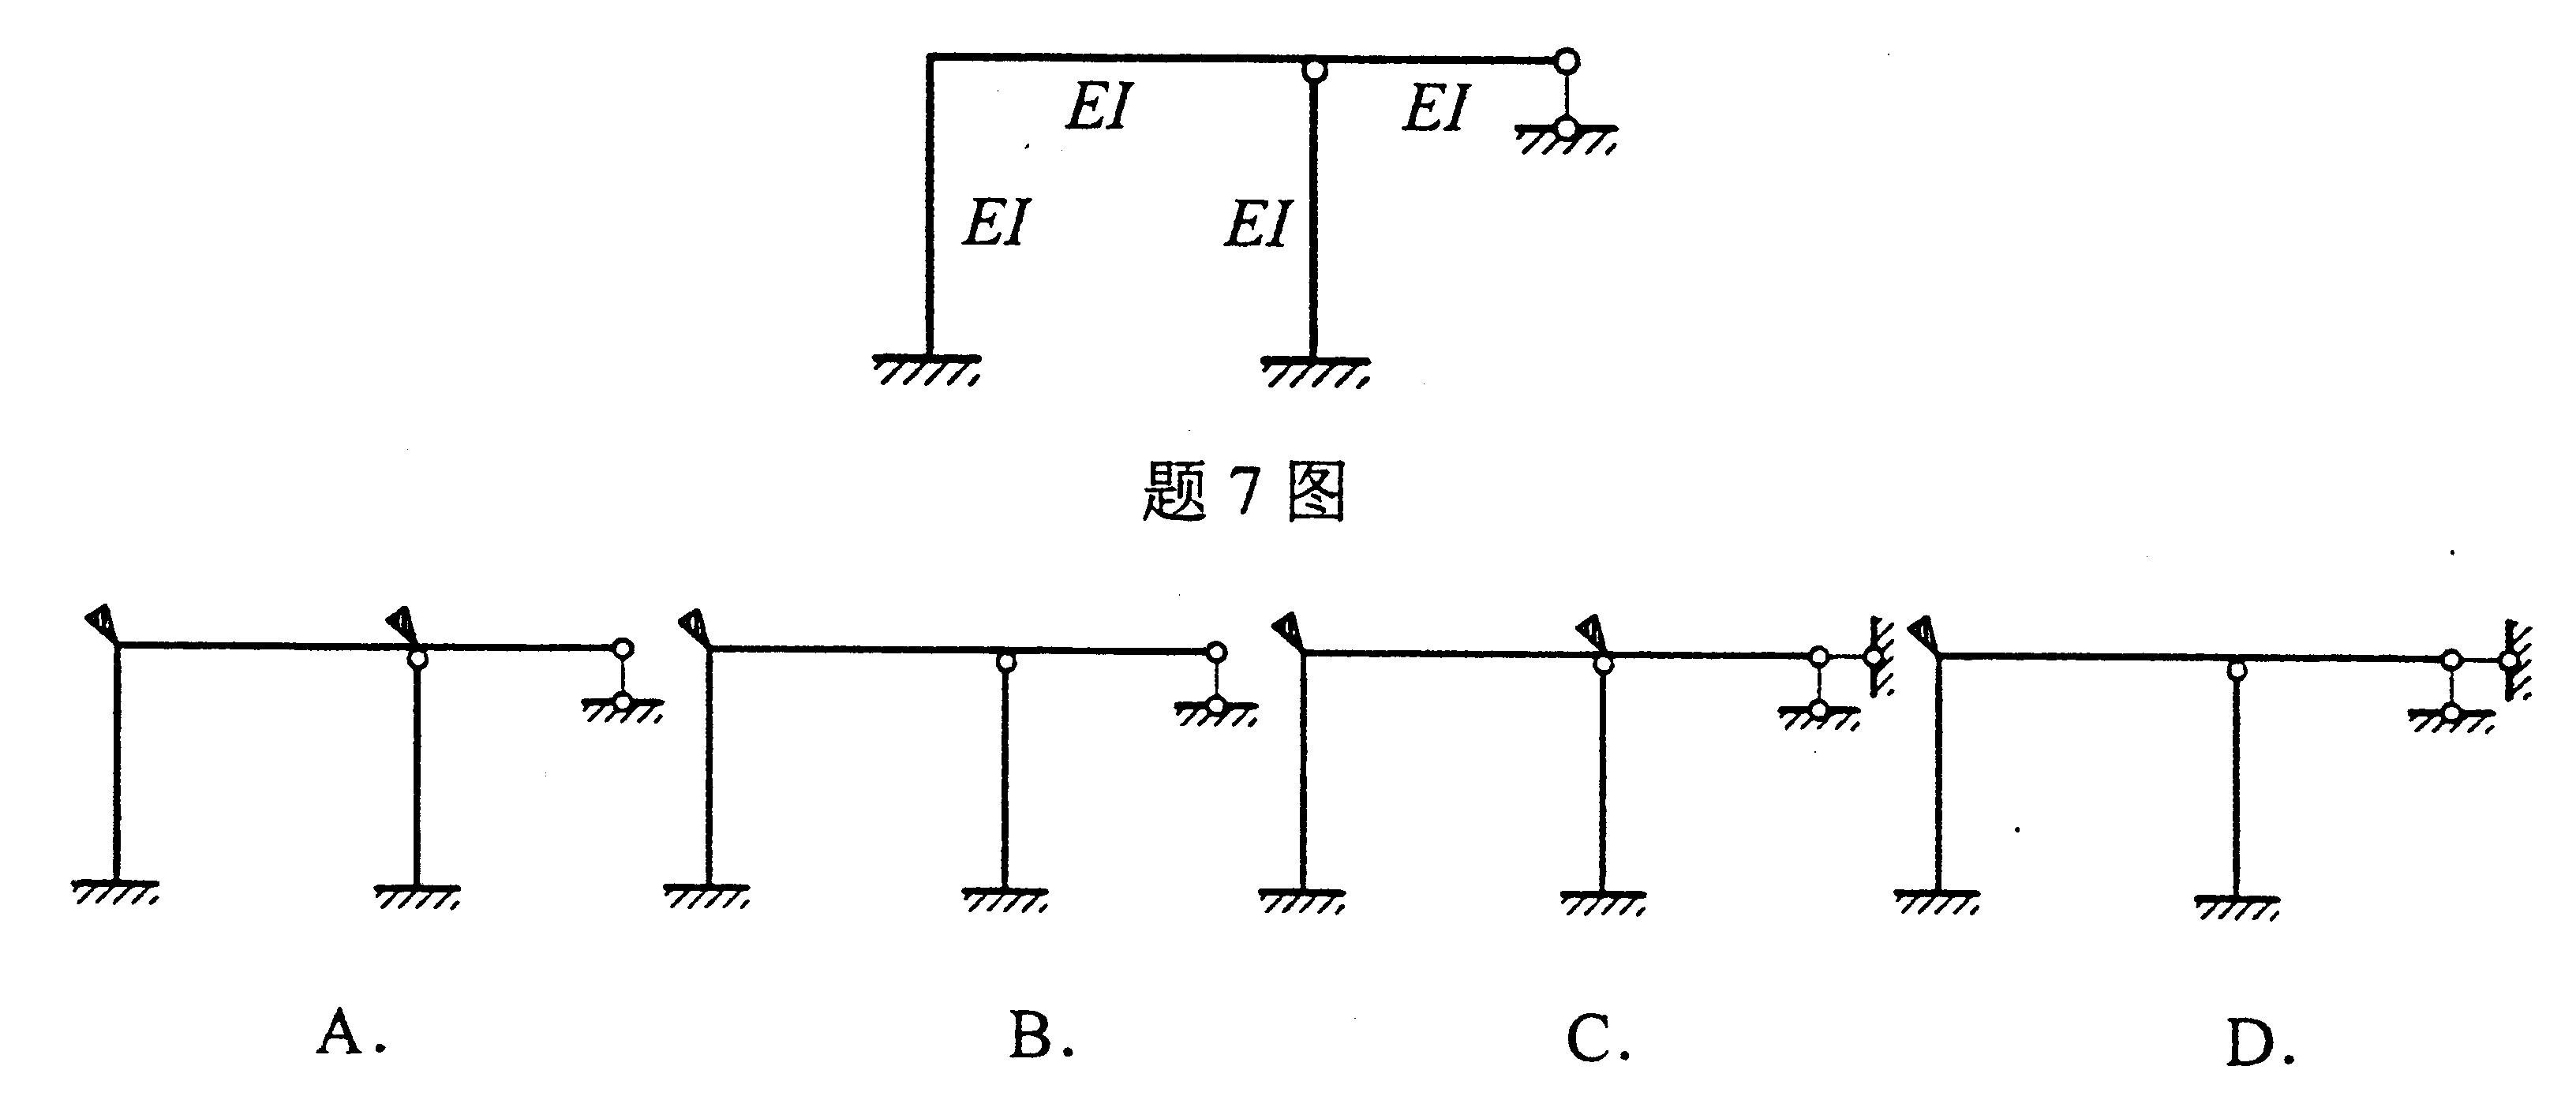 EI EI
EI EI
题 7 图
A. B. C. D.